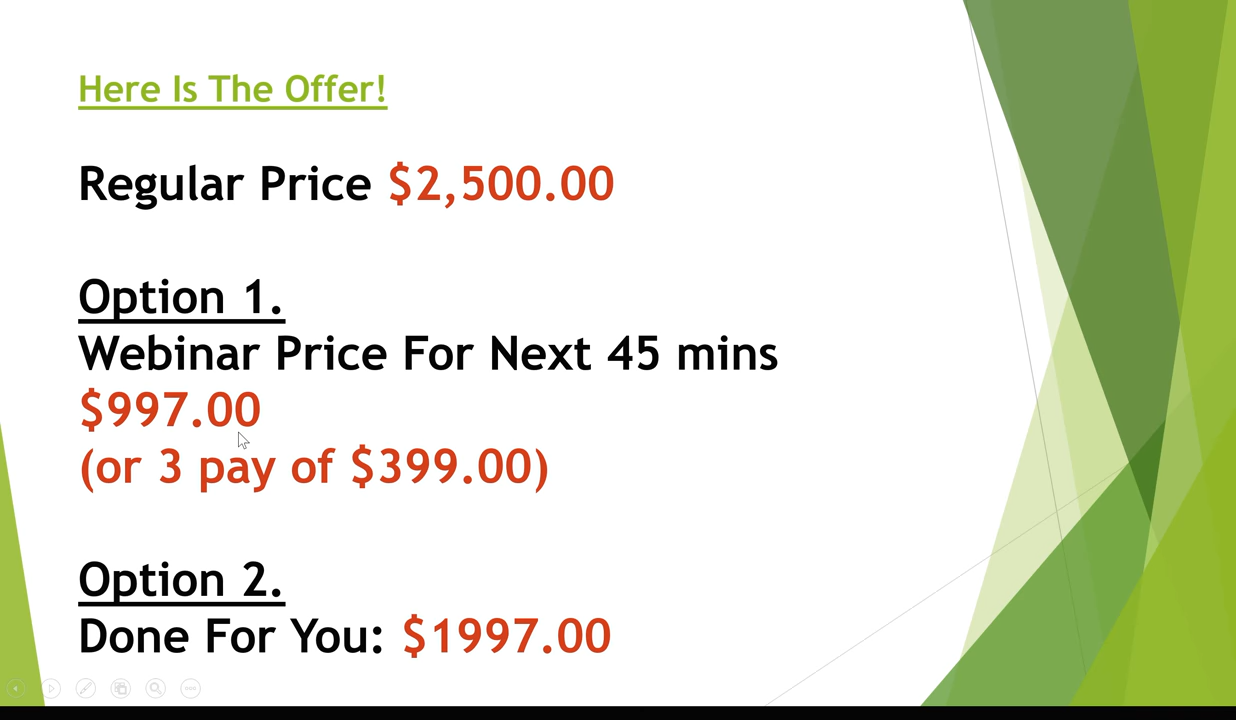 Here Is The Offer!
Regular Price $2,500.00
Option 1.
Webinar Price For Next 45 mins
$997.00
(or 3 pay of $399.00)
Option 2.
Done For You: $1997.00